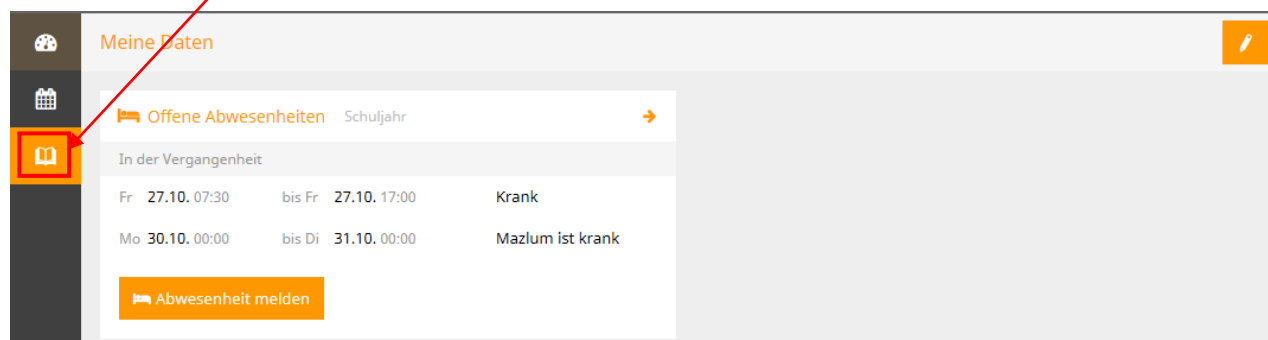 Meine Daten
Offene Abwesenheiten Schuljahr
In der Vergangenheit
Fr 27.10. 07:30 bis Fr 27.10. 17:00 Krank
Mo 30.10. 00:00 bis Di 31.10. 00:00 Mazlum ist krank
Abwesenheit melden